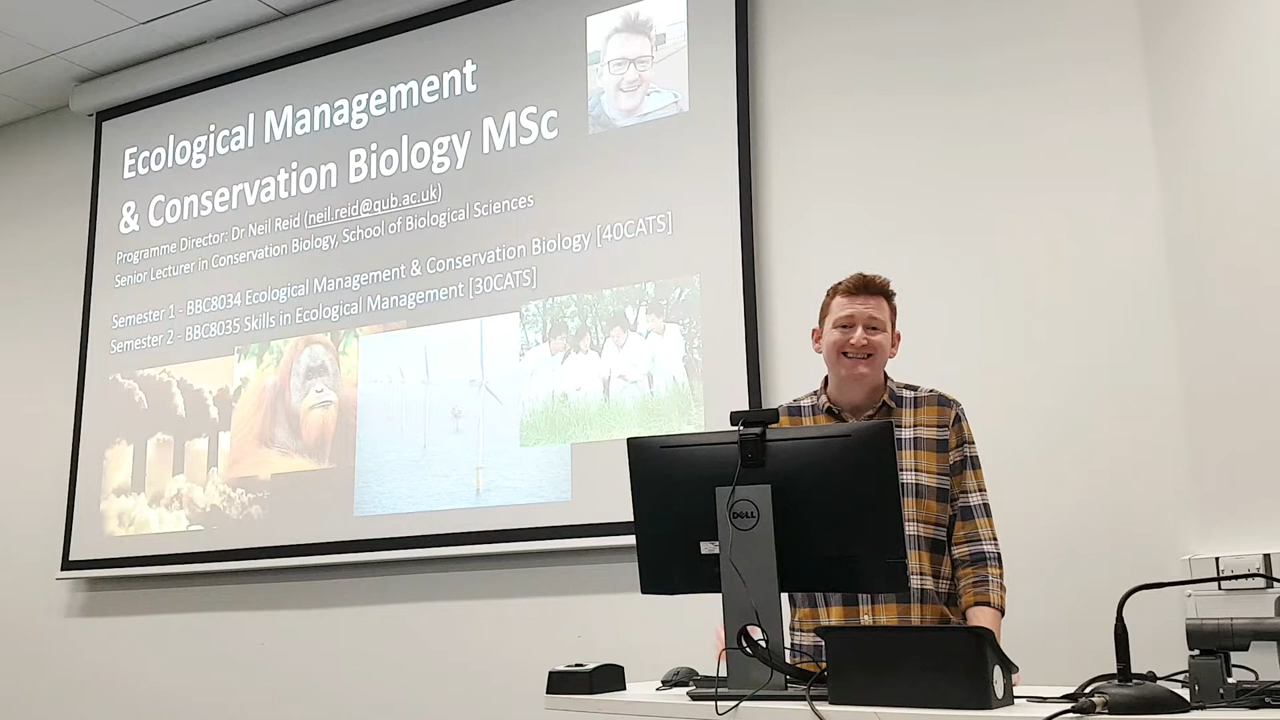 Ecological Management
& Conservation Biology MSc
Programme Director: Dr Neil Reid (neil.reid@qub.ac.uk)
Senior Lecturer in Conservation Biology, School of Biological Sciences
Semester 1 - BBC8034 Ecological Management & Conservation Biology [40CATS]
Semester 2 - BBC8035 Skills in Ecological Management [30CATS]
DELL